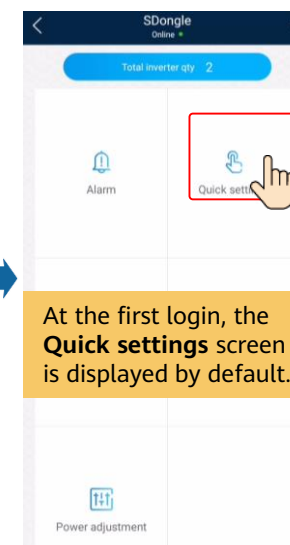 SDongle
Online
Total inverter qty 2
Alarm
Quick
At the first login, the
Quick settings screen
is displayed by default.
Power adjustment